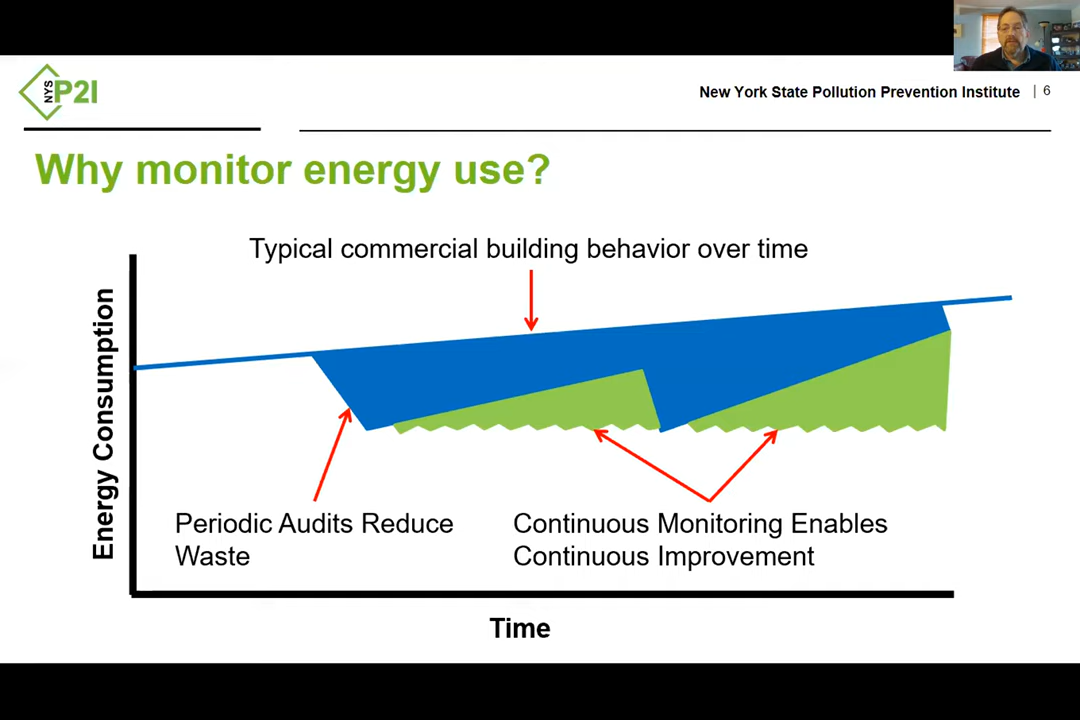 NYS P2I
New York State Pollution Prevention Institute | 6
Why monitor energy use?
Typical commercial building behavior over time
Energy Consumption
Periodic Audits Reduce
Waste
Continuous Monitoring Enables
Continuous Improvement
Time